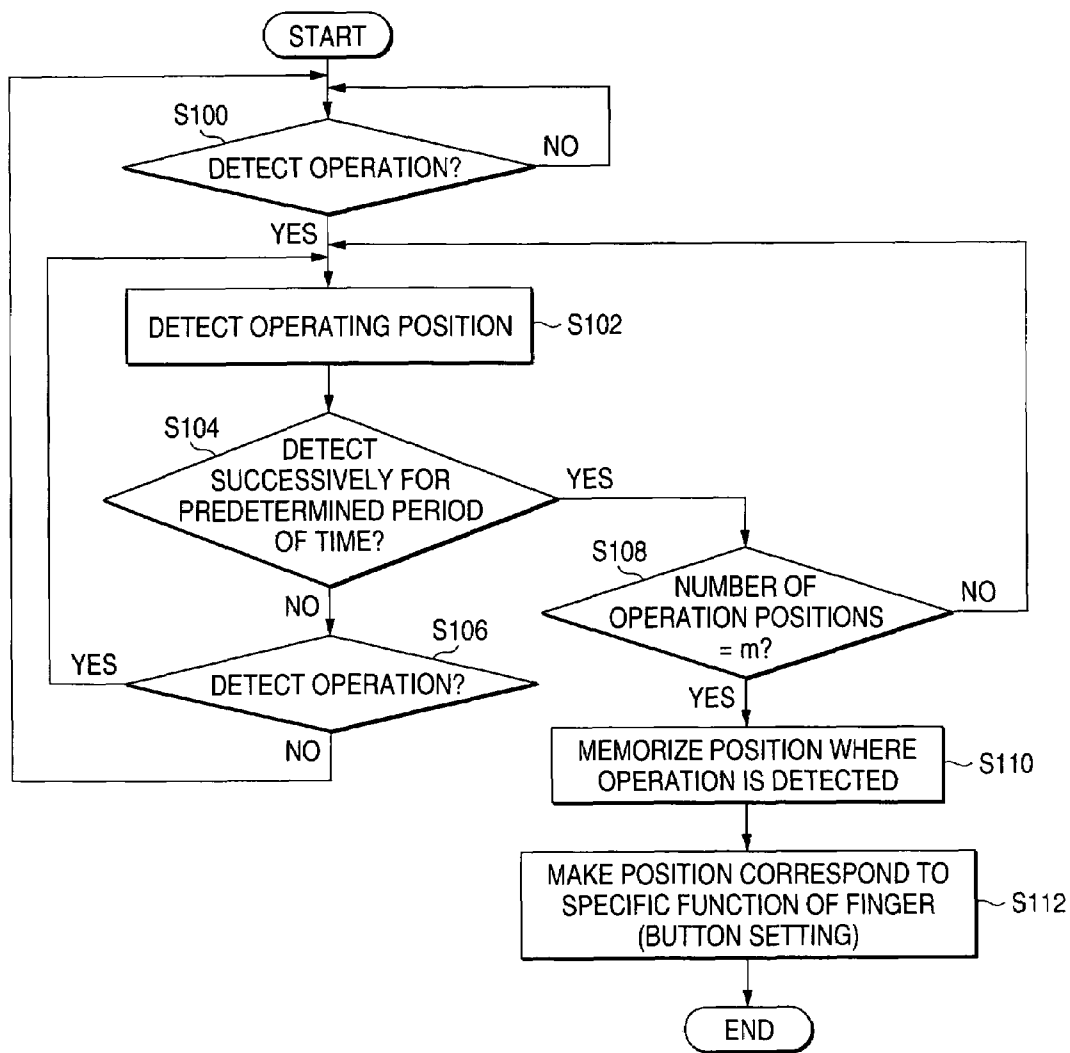 START
S100
DETECT OPERATION?
NO
YES
DETECT OPERATING POSITION
S102
S104
DETECT
SUCCESSIVELY FOR
PREDETERMINED PERIOD
OF TIME?
YES
NO
S108
NUMBER OF
OPERATION POSITIONS
= m?
NO
YES
S106
YES
DETECT OPERATION?
NO
MEMORIZE POSITION WHERE
OPERATION IS DETECTED
S110
MAKE POSITION CORRESPOND TO
SPECIFIC FUNCTION OF FINGER
(BUTTON SETTING)
S112
END